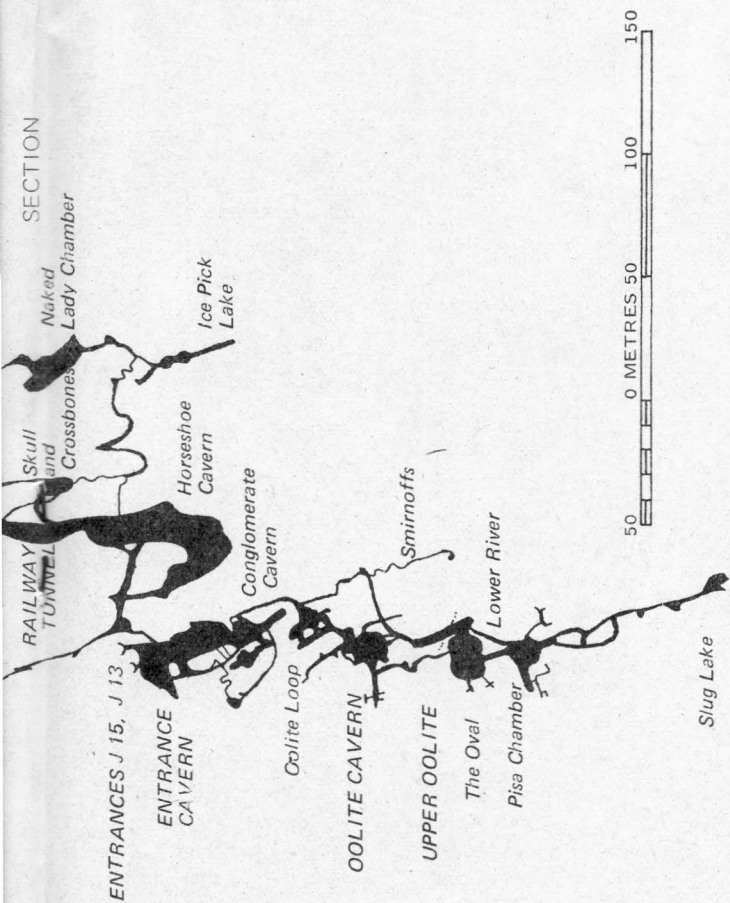 SECTION
Naked
Lady Chamber
Ice Pick
Lake
Skull
and
Crossbones
RAILWAY
TUNNEL
Horseshoe
Cavern
Conglomerate
Cavern
Smirnoffs
Lower River
ENTRANCES J 15, J 13
ENTRANCE
CAVERN
Oolite Loop
OOLITE CAVERN
UPPER OOLITE
The Oval
Pisa Chamber
Slug Lake
50 0 METRES 50 100 150